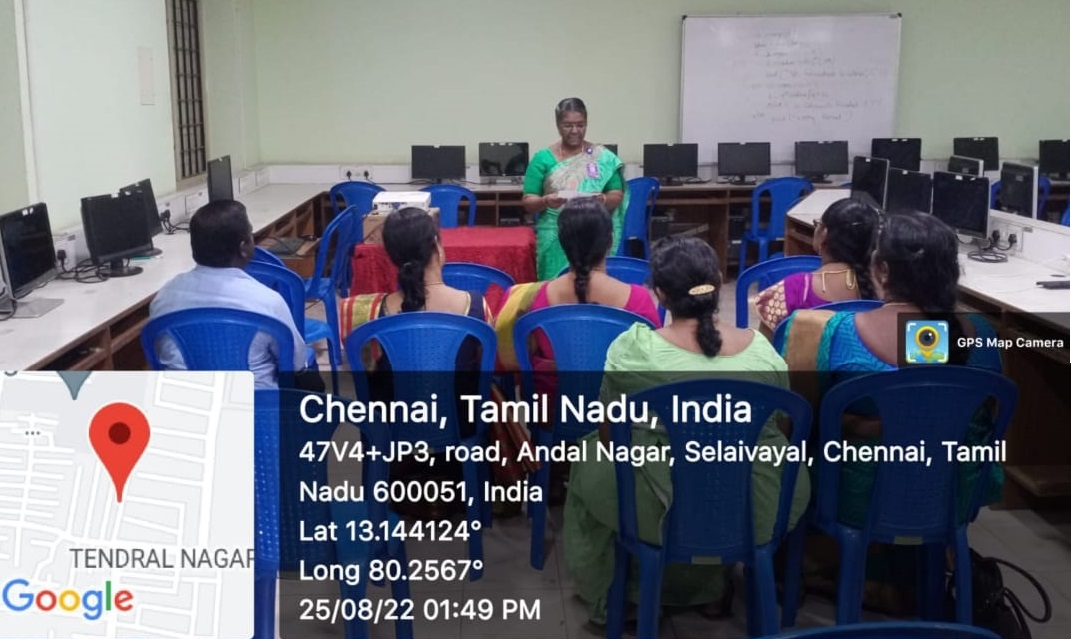 GPS Map Camera
TENDRAL NAGAR
Google
Chennai, Tamil Nadu, India
47V4+JP3, road, Andal Nagar, Selaivayal, Chennai, Tamil
Nadu 600051, India
Lat 13.144124°
Long 80.2567°
25/08/22 01:49 PM